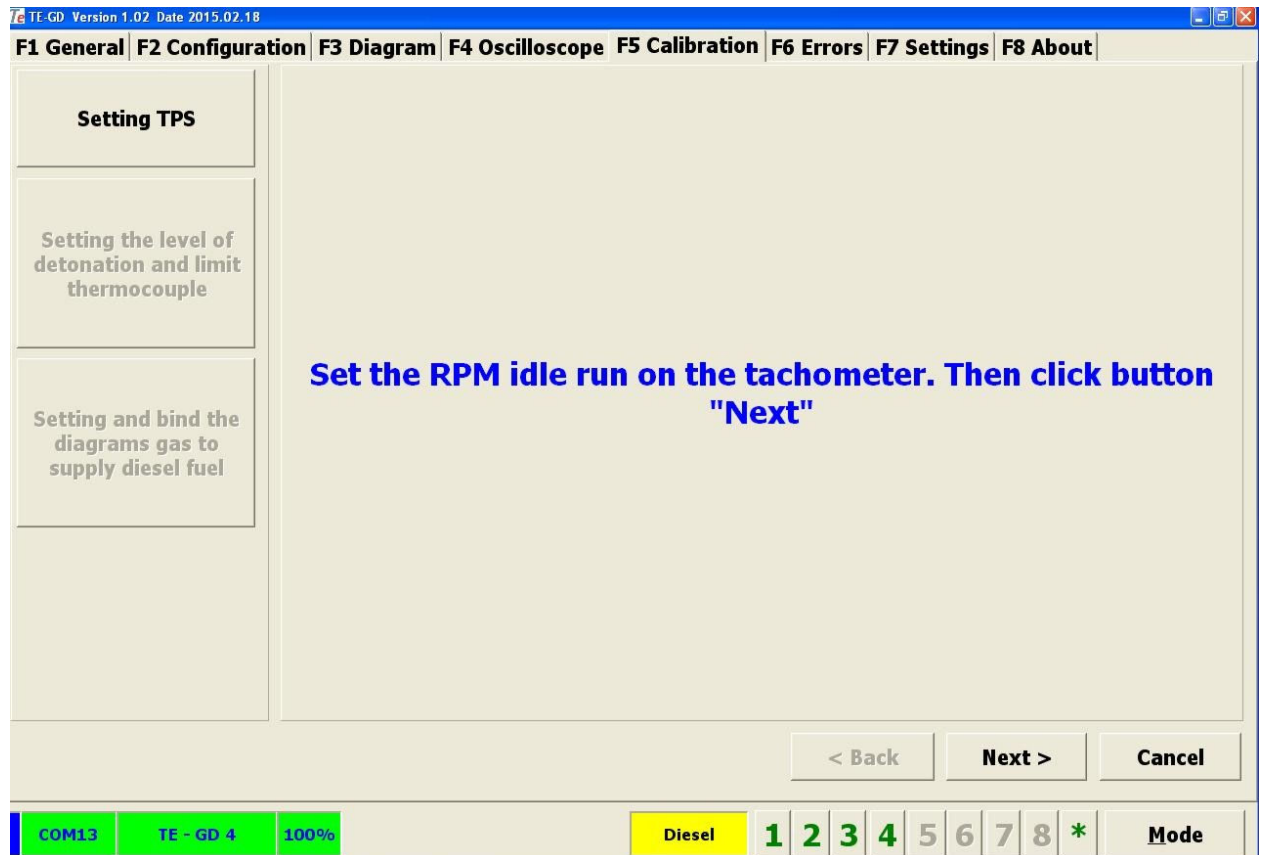 Te TE-GD Version 1.02 Date 2015.02.18
F1 General F2 Configuration F3 Diagram F4 Oscilloscope F5 Calibration F6 Errors F7 Settings F8 About
Setting TPS
Setting the level of
detonation and limit
thermocouple
Set the RPM idle run on the tachometer. Then click button
"Next"
Setting and bind the
diagrams gas to
supply diesel fuel
< Back Next > Cancel
COM13 TE - GD 4 100% Diesel 1 2 3 4 5 6 7 8 * Mode